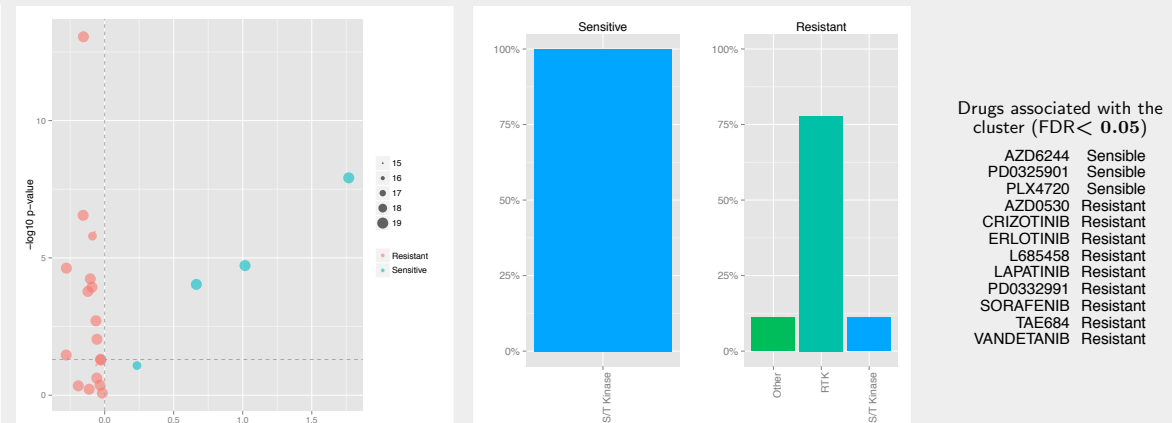 10
5
0
−log10 p−value
0.0
0.5
1.0
1.5
15
16
17
18
19
Resistant
Sensitive
Sensitive
100%
75%
50%
25%
0%
S/T Kinase
Resistant
100%
75%
50%
25%
0%
Other
RTK
S/T Kinase
Drugs associated with the
cluster (FDR< 0.05)
AZD6244 Sensible
PD0325901 Sensible
PLX4720 Sensible
AZD0530 Resistant
CRIZOTINIB Resistant
ERLOTINIB Resistant
L685458 Resistant
LAPATINIB Resistant
PD0332991 Resistant
SORAFENIB Resistant
TAE684 Resistant
VANDETANIB Resistant